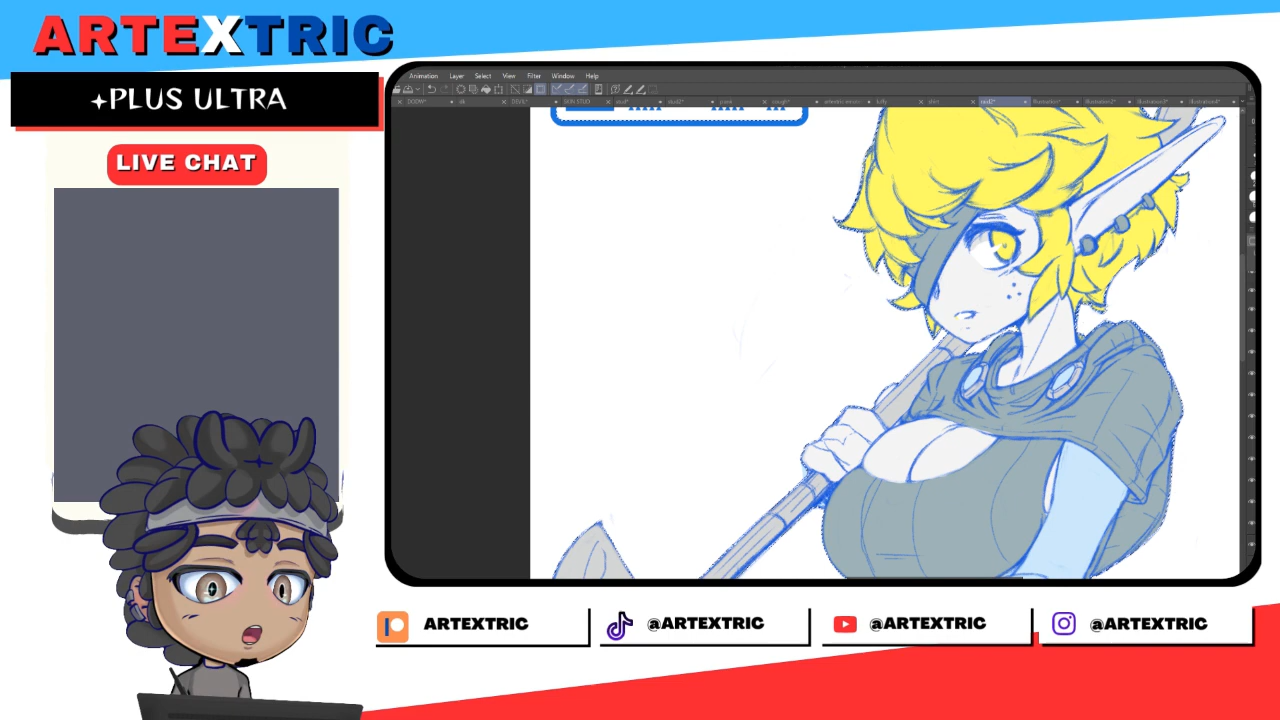 ARTEXTRIC
PLUS ULTRA
LIVE CHAT
Animation Layer Select View Filter Window Help
ARTEXTRIC
@ARTEXTRIC
@ARTEXTRIC
@ARTEXTRIC